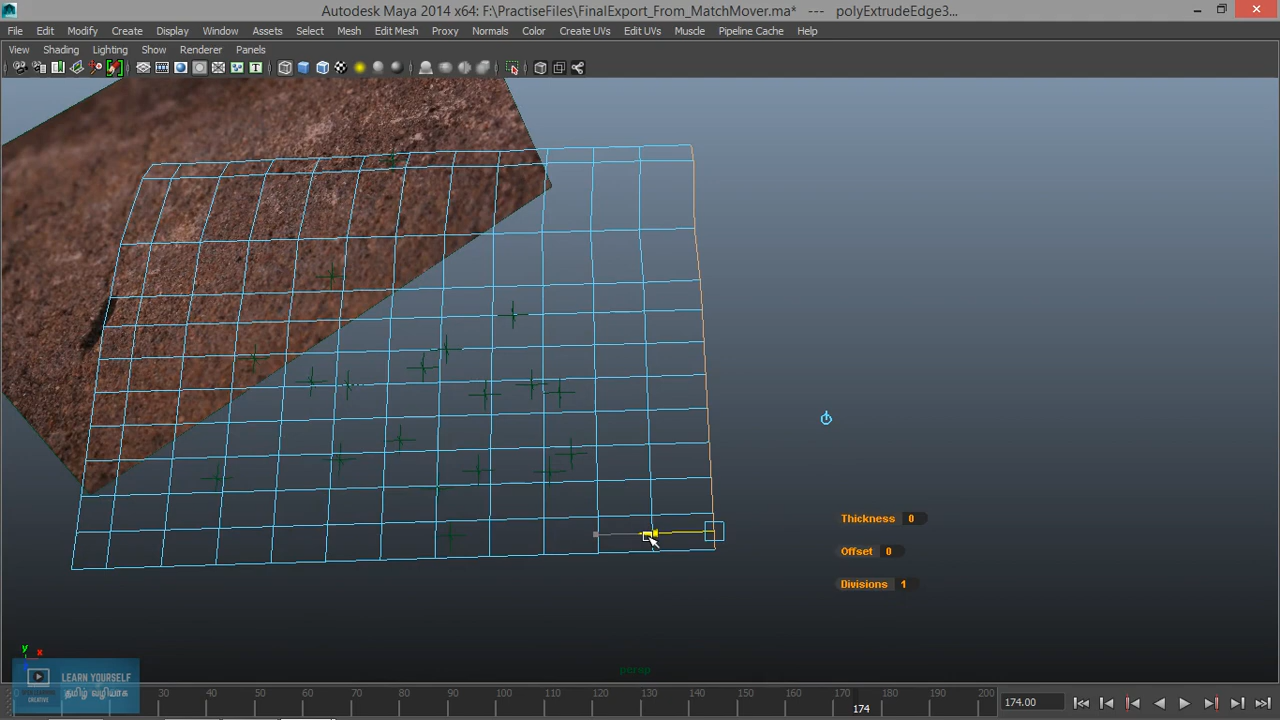 Autodesk Maya 2014 x64: F:\PractiseFiles\FinalExport_From_MatchMover.ma* --- polyExtrudeEdge3...
File Edit Modify Create Display Window Assets Select Mesh Edit Mesh Proxy Normals Color Create UVs Edit UVs Muscle Pipeline Cache Help
View Shading Lighting Show Renderer Panels
Thickness 0
Offset 0
Divisions 1
y x
persp
LEARN YOURSELF
தமிழ் வழியாக
CREATIVE
0 30 40 50 60 70 80 90 100 110 120 130 140 150 160 170 180 190 200
174
174.00